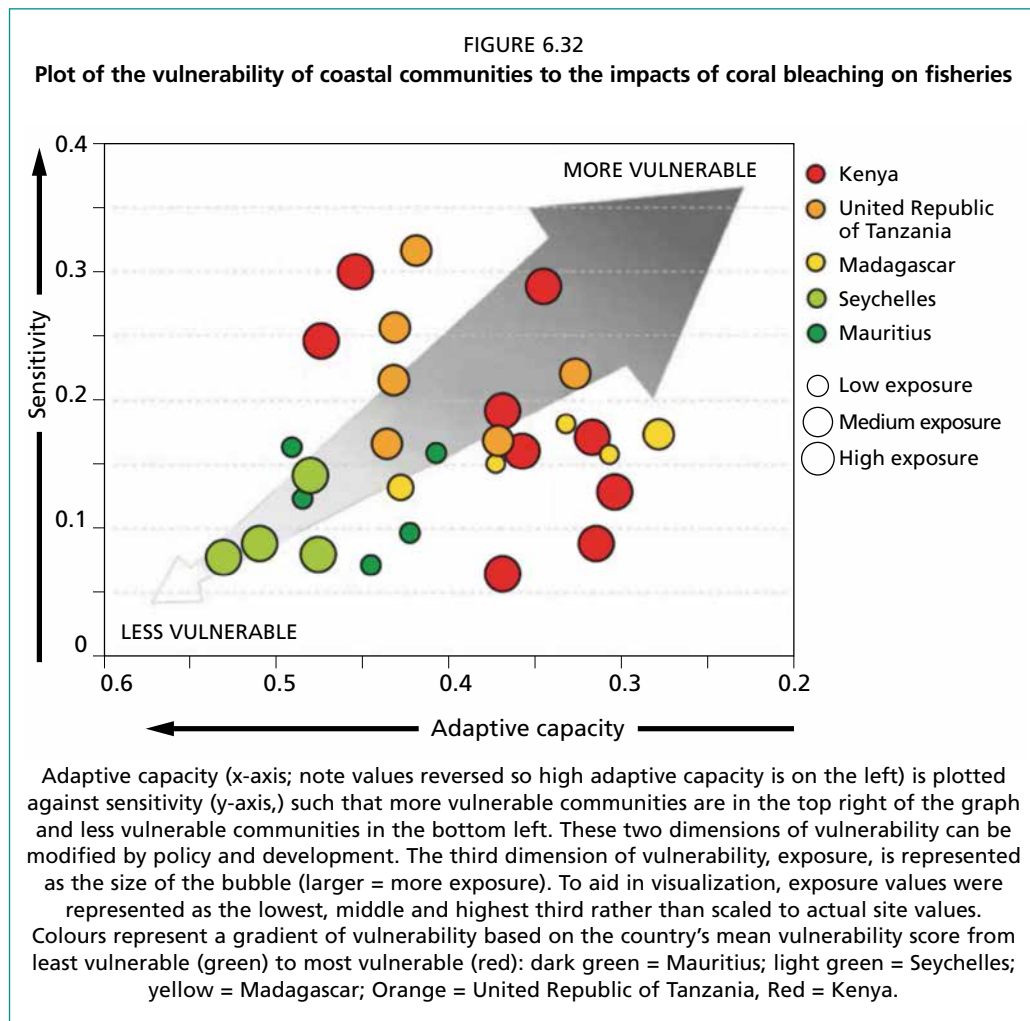 FIGURE 6.32
Plot of the vulnerability of coastal communities to the impacts of coral bleaching on fisheries
0.4
0.3
0.2
0.1
0
Sensitivity
MORE VULNERABLE
LESS VULNERABLE
0.6
0.5
0.4
0.3
0.2
Adaptive capacity
Kenya
United Republic
of Tanzania
Madagascar
Seychelles
Mauritius
Low exposure
Medium exposure
High exposure
Adaptive capacity (x-axis; note values reversed so high adaptive capacity is on the left) is plotted
against sensitivity (y-axis,) such that more vulnerable communities are in the top right of the graph
and less vulnerable communities in the bottom left. These two dimensions of vulnerability can be
modified by policy and development. The third dimension of vulnerability, exposure, is represented
as the size of the bubble (larger = more exposure). To aid in visualization, exposure values were
represented as the lowest, middle and highest third rather than scaled to actual site values.
Colours represent a gradient of vulnerability based on the country's mean vulnerability score from
least vulnerable (green) to most vulnerable (red): dark green = Mauritius; light green = Seychelles;
yellow = Madagascar; Orange = United Republic of Tanzania, Red = Kenya.